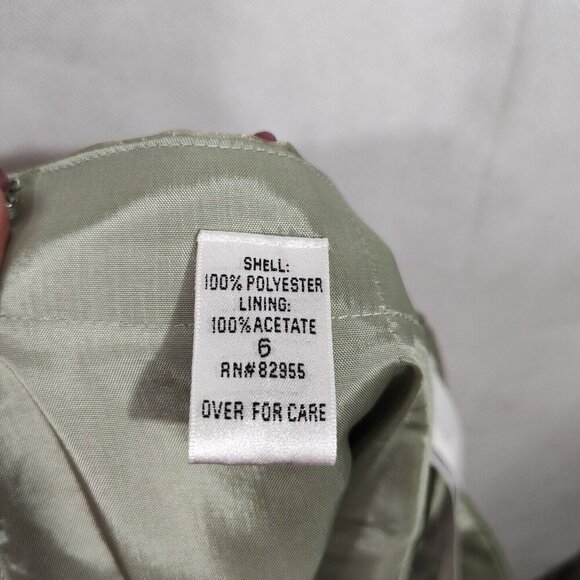 SHELL:
100% POLYESTER
LINING:
100% ACETATE
6
RN#82955
OVER FOR CARE